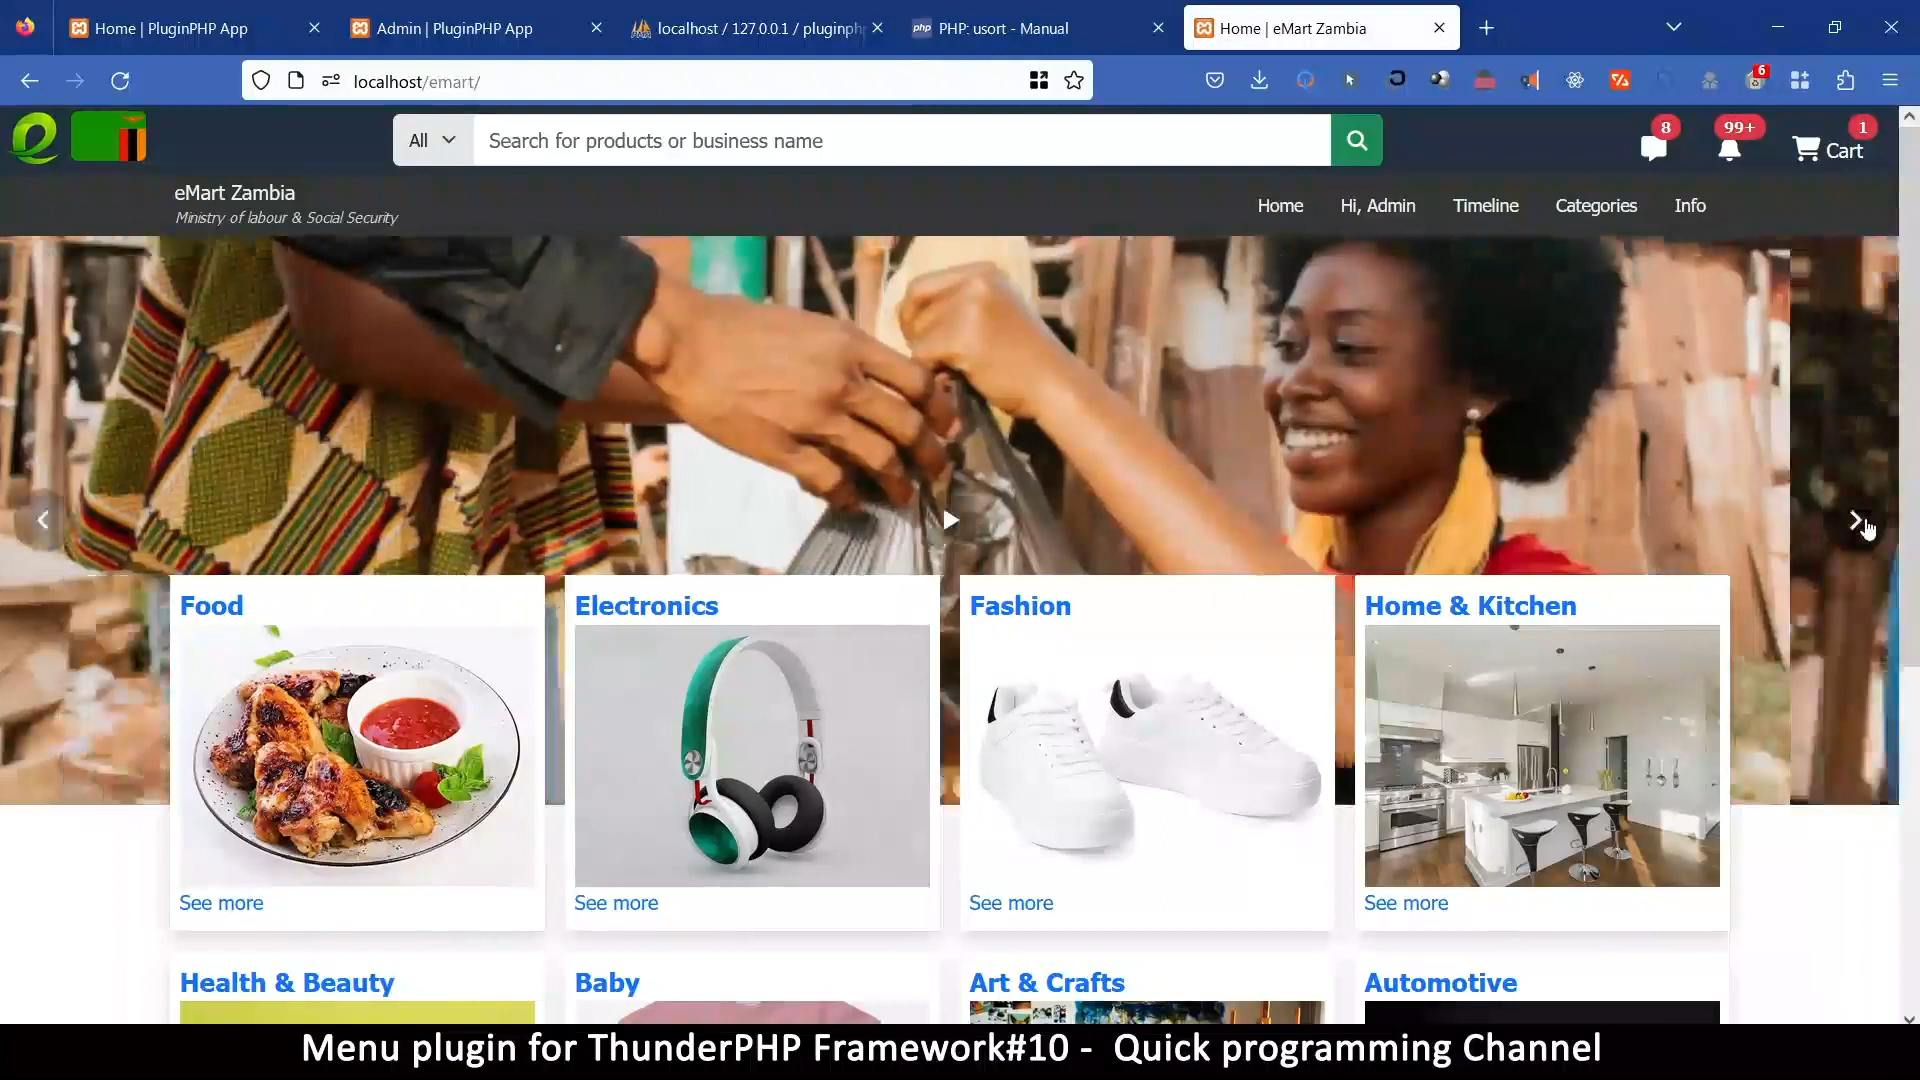 Home | PluginPHP App
Admin | PluginPHP App
localhost / 127.0.0.1 / pluginph
php PHP: usort - Manual
Home | eMart Zambia
localhost/emart/
6
All
Search for products or business name
8
99+
1
Cart
eMart Zambia
Ministry of labour & Social Security
Home
Hi, Admin
Timeline
Categories
Info
Food
Electronics
Fashion
Home & Kitchen
See more
See more
See more
See more
Health & Beauty
Baby
Art & Crafts
Automotive
Menu plugin for ThunderPHP Framework#10 - Quick programming Channel